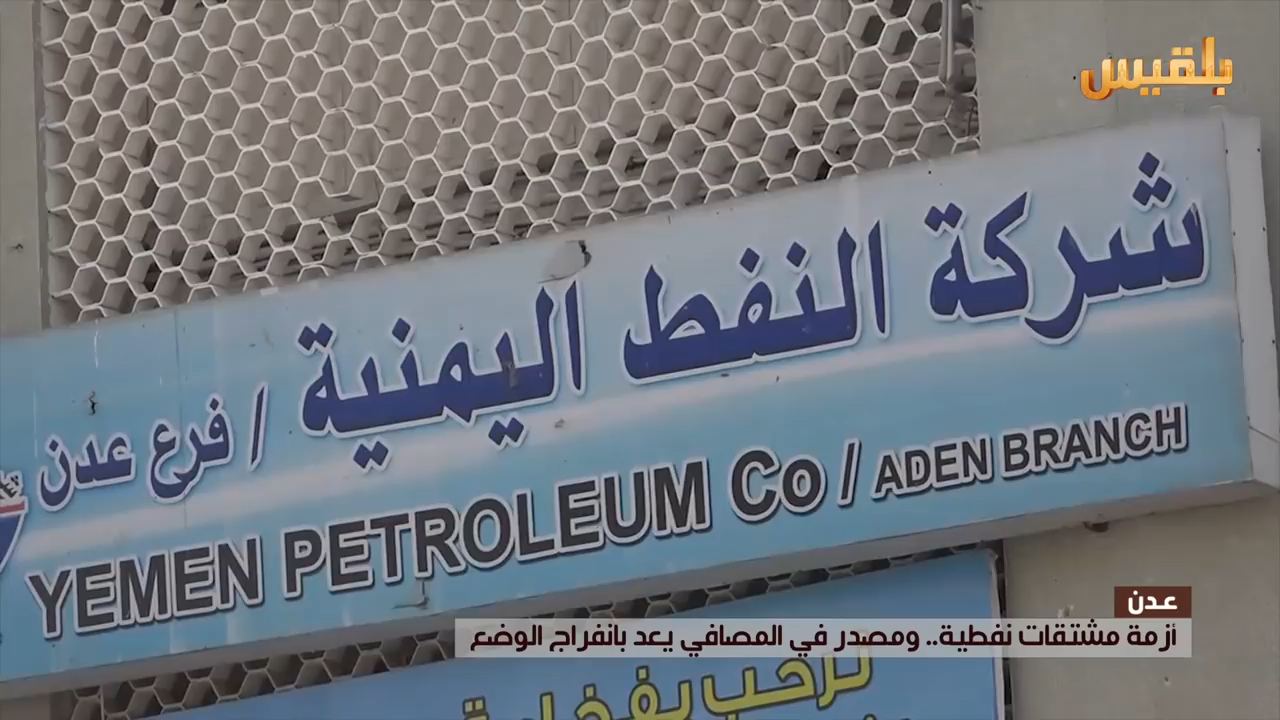 بلقيس
شركة النفط اليمنية / فرع عدن
YEMEN PETROLEUM Co / ADEN BRANCH
عدن
أزمة مشتقات نفطية.. ومصدر في المصافي يعد بانفراج الوضع
نرحب